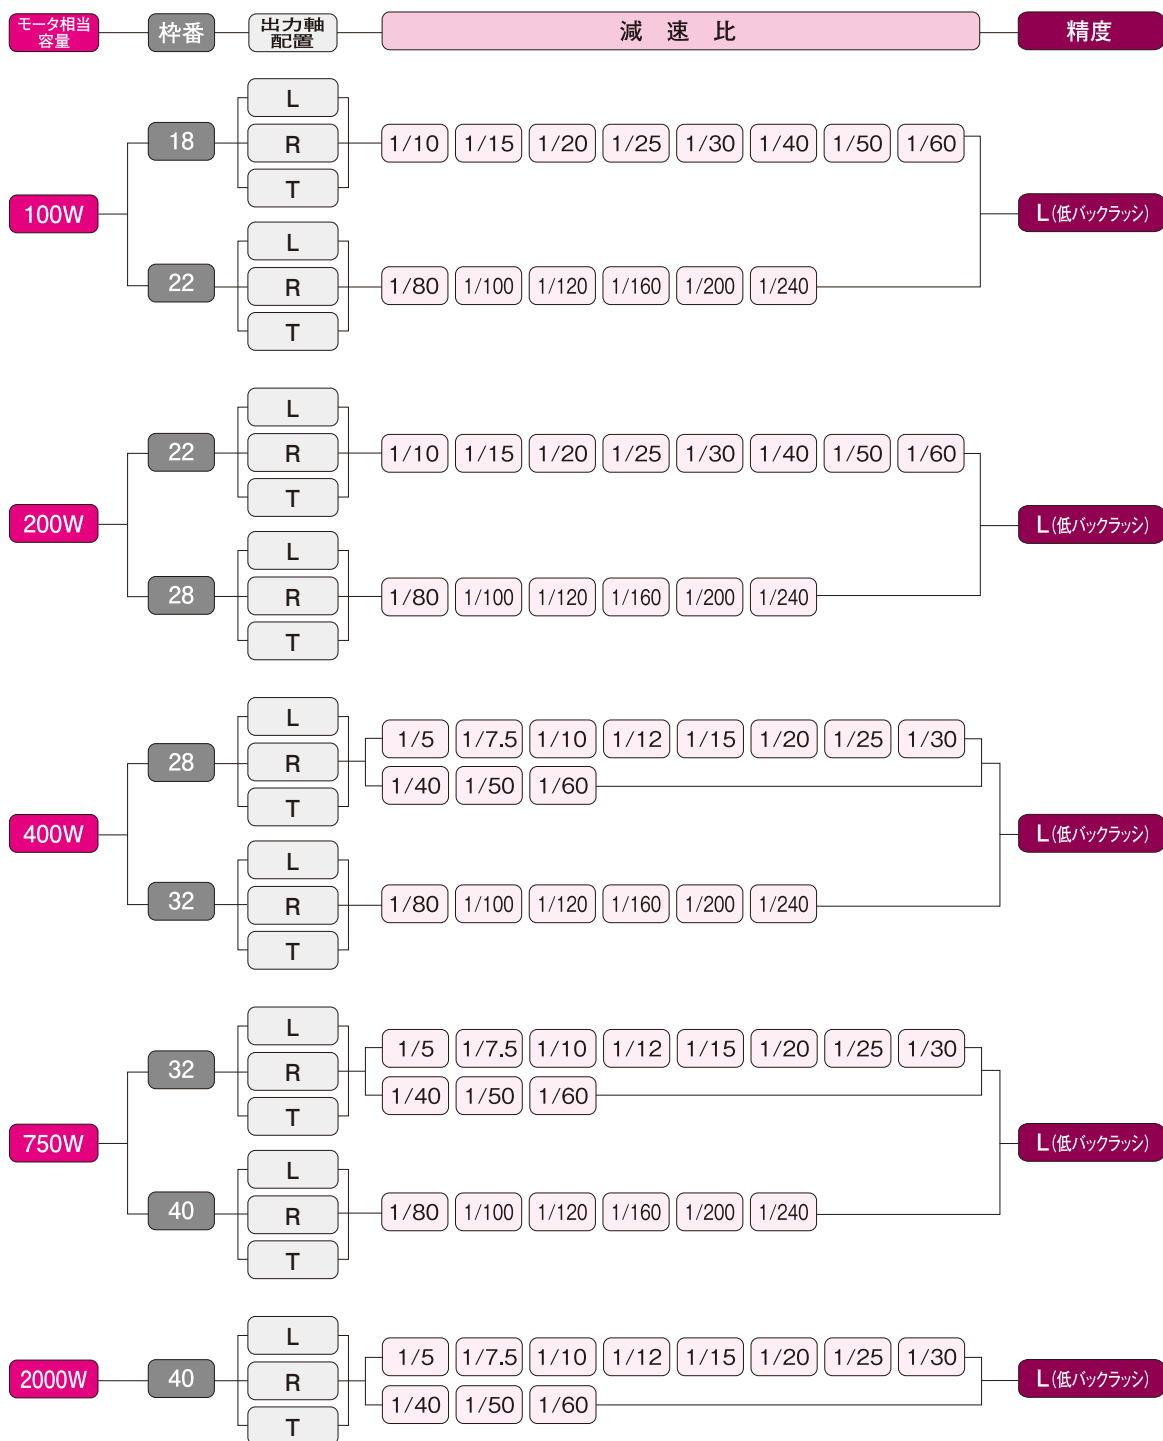 モータ相当容量 枠番 出力軸配置 減速比 精度
L
18 R 1/10 1/15 1/20 1/25 1/30 1/40 1/50 1/60
T
100W L(低バックラッシ)
L
22 R 1/80 1/100 1/120 1/160 1/200 1/240
T
L
22 R 1/10 1/15 1/20 1/25 1/30 1/40 1/50 1/60
T
200W L(低バックラッシ)
L
28 R 1/80 1/100 1/120 1/160 1/200 1/240
T
L
1/5 1/7.5 1/10 1/12 1/15 1/20 1/25 1/30
28 R
1/40 1/50 1/60
T
400W L(低バックラッシ)
L
32 R 1/80 1/100 1/120 1/160 1/200 1/240
T
L
1/5 1/7.5 1/10 1/12 1/15 1/20 1/25 1/30
32 R
1/40 1/50 1/60
T
750W L(低バックラッシ)
L
40 R 1/80 1/100 1/120 1/160 1/200 1/240
T
L
1/5 1/7.5 1/10 1/12 1/15 1/20 1/25 1/30
2000W 40 R L(低バックラッシ)
1/40 1/50 1/60
T